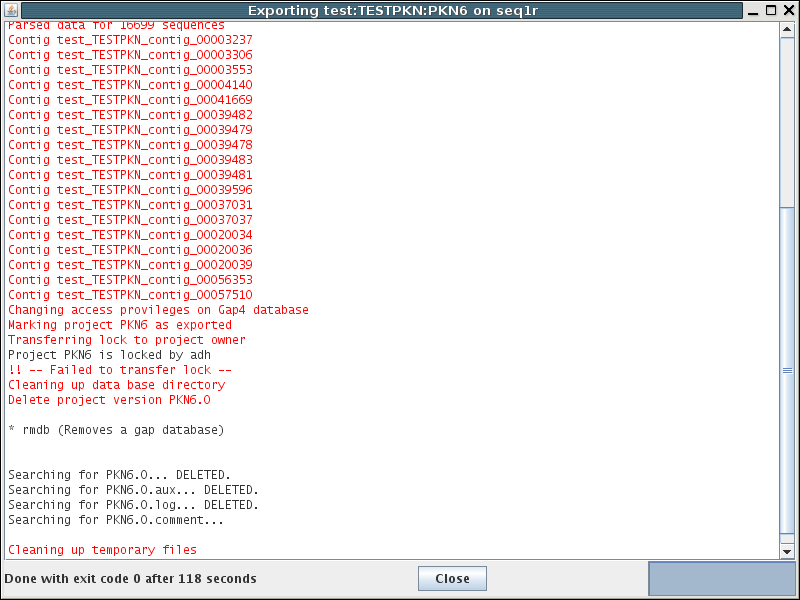 Exporting test:TESTPKN:PKN6 on seq1r
Parsed data for 16699 sequences
Contig test_TESTPKN_contig_00003237
Contig test_TESTPKN_contig_00003306
Contig test_TESTPKN_contig_00003553
Contig test_TESTPKN_contig_00004140
Contig test_TESTPKN_contig_00041669
Contig test_TESTPKN_contig_00039482
Contig test_TESTPKN_contig_00039479
Contig test_TESTPKN_contig_00039478
Contig test_TESTPKN_contig_00039483
Contig test_TESTPKN_contig_00039481
Contig test_TESTPKN_contig_00039596
Contig test_TESTPKN_contig_00037031
Contig test_TESTPKN_contig_00037037
Contig test_TESTPKN_contig_00020034
Contig test_TESTPKN_contig_00020036
Contig test_TESTPKN_contig_00020039
Contig test_TESTPKN_contig_00056353
Contig test_TESTPKN_contig_00057510
Changing access provileges on Gap4 database
Marking project PKN6 as exported
Transferring lock to project owner
Project PKN6 is locked by adh
!! -- Failed to transfer lock --
Cleaning up data base directory
Delete project version PKN6.0
* rmdb (Removes a gap database)
Searching for PKN6.0... DELETED.
Searching for PKN6.0.aux... DELETED.
Searching for PKN6.0.log... DELETED.
Searching for PKN6.0.comment...
Cleaning up temporary files
Done with exit code 0 after 118 seconds
Close